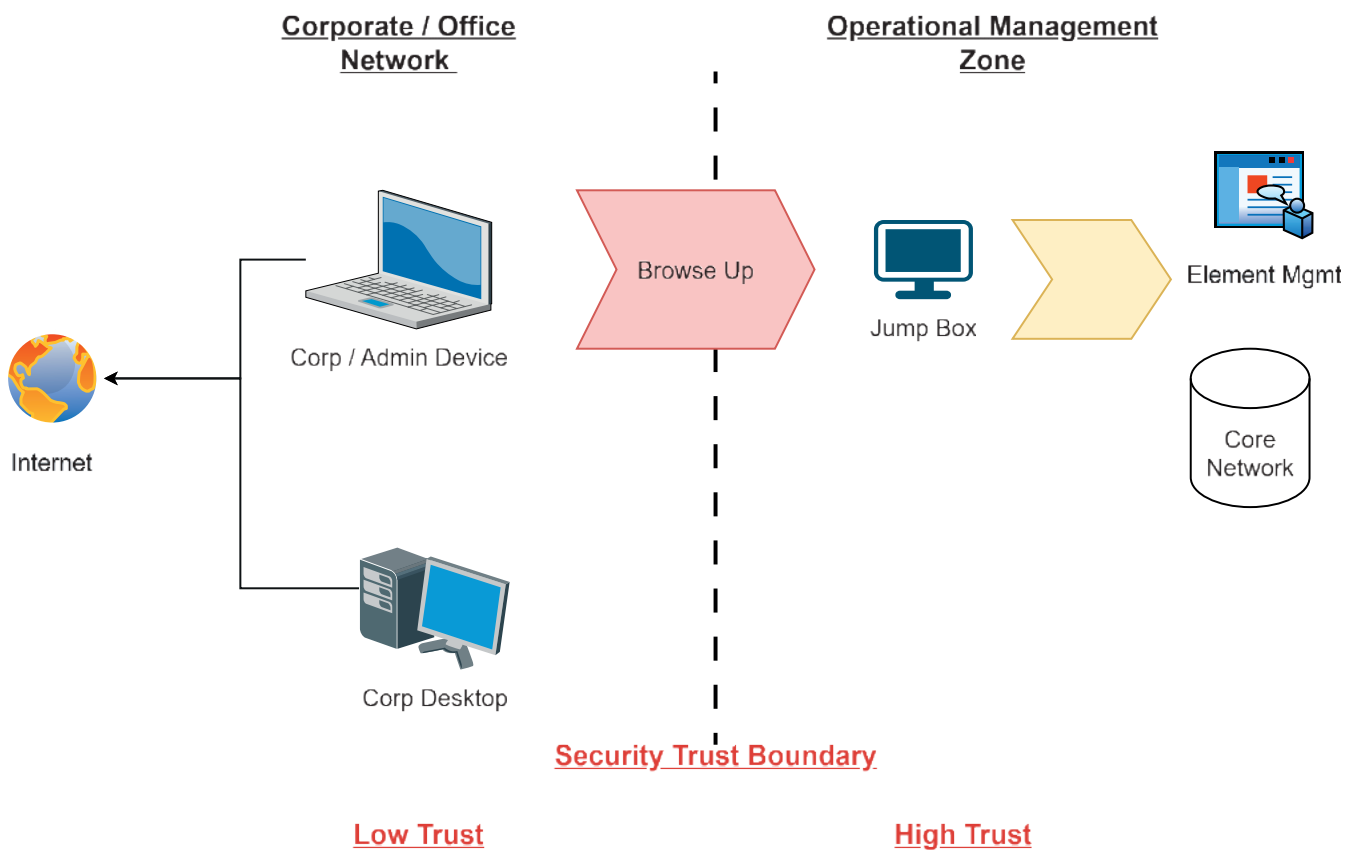 Corporate / Office
Network
Operational Management
Zone
Browse Up
Element Mgmt
Jump Box
Corp / Admin Device
Core
Network
Internet
Corp Desktop
Security Trust Boundary
Low Trust
High Trust